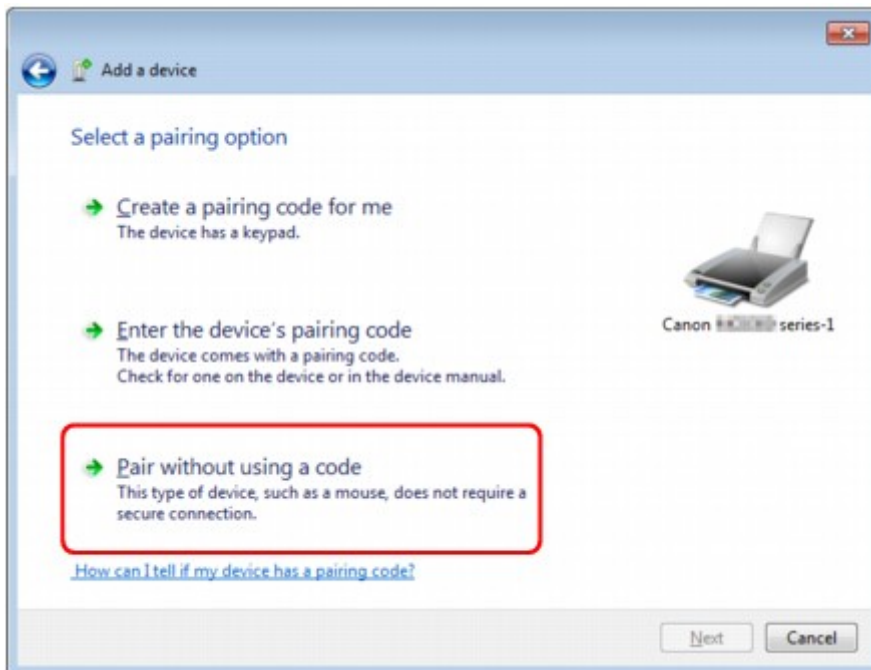 Add a device
Select a pairing option
Create a pairing code for me
The device has a keypad.
Canon series-1
Enter the device's pairing code
The device comes with a pairing code.
Check for one on the device or in the device manual.
Pair without using a code
This type of device, such as a mouse, does not require a
secure connection.
How can I tell if my device has a pairing code?
Next
Cancel